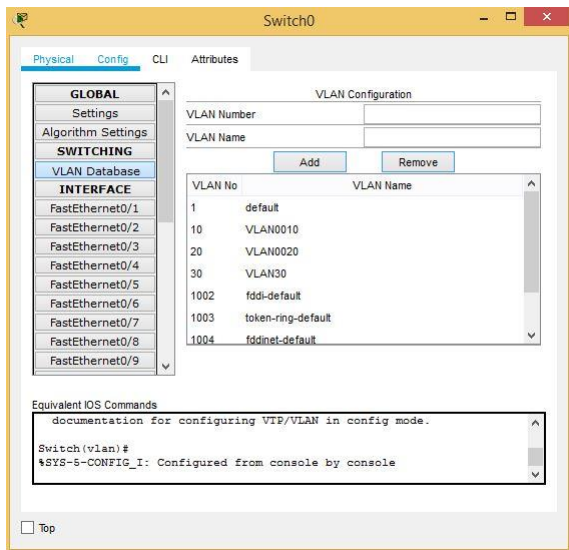 Switch0
Physical Config CLI Attributes
GLOBAL
Settings
Algorithm Settings
SWITCHING
VLAN Database
INTERFACE
FastEthernet0/1
FastEthernet0/2
FastEthernet0/3
FastEthernet0/4
FastEthernet0/5
FastEthernet0/6
FastEthernet0/7
FastEthernet0/8
FastEthernet0/9
VLAN Configuration
VLAN Number
VLAN Name
Add Remove
VLAN No VLAN Name
1 default
10 VLAN0010
20 VLAN0020
30 VLAN30
1002 fddi-default
1003 token-ring-default
1004 fddinet-default
Equivalent IOS Commands
documentation for configuring VTP/VLAN in config mode.
Switch(vlan)#
%SYS-5-CONFIG_I: Configured from console by console
Top